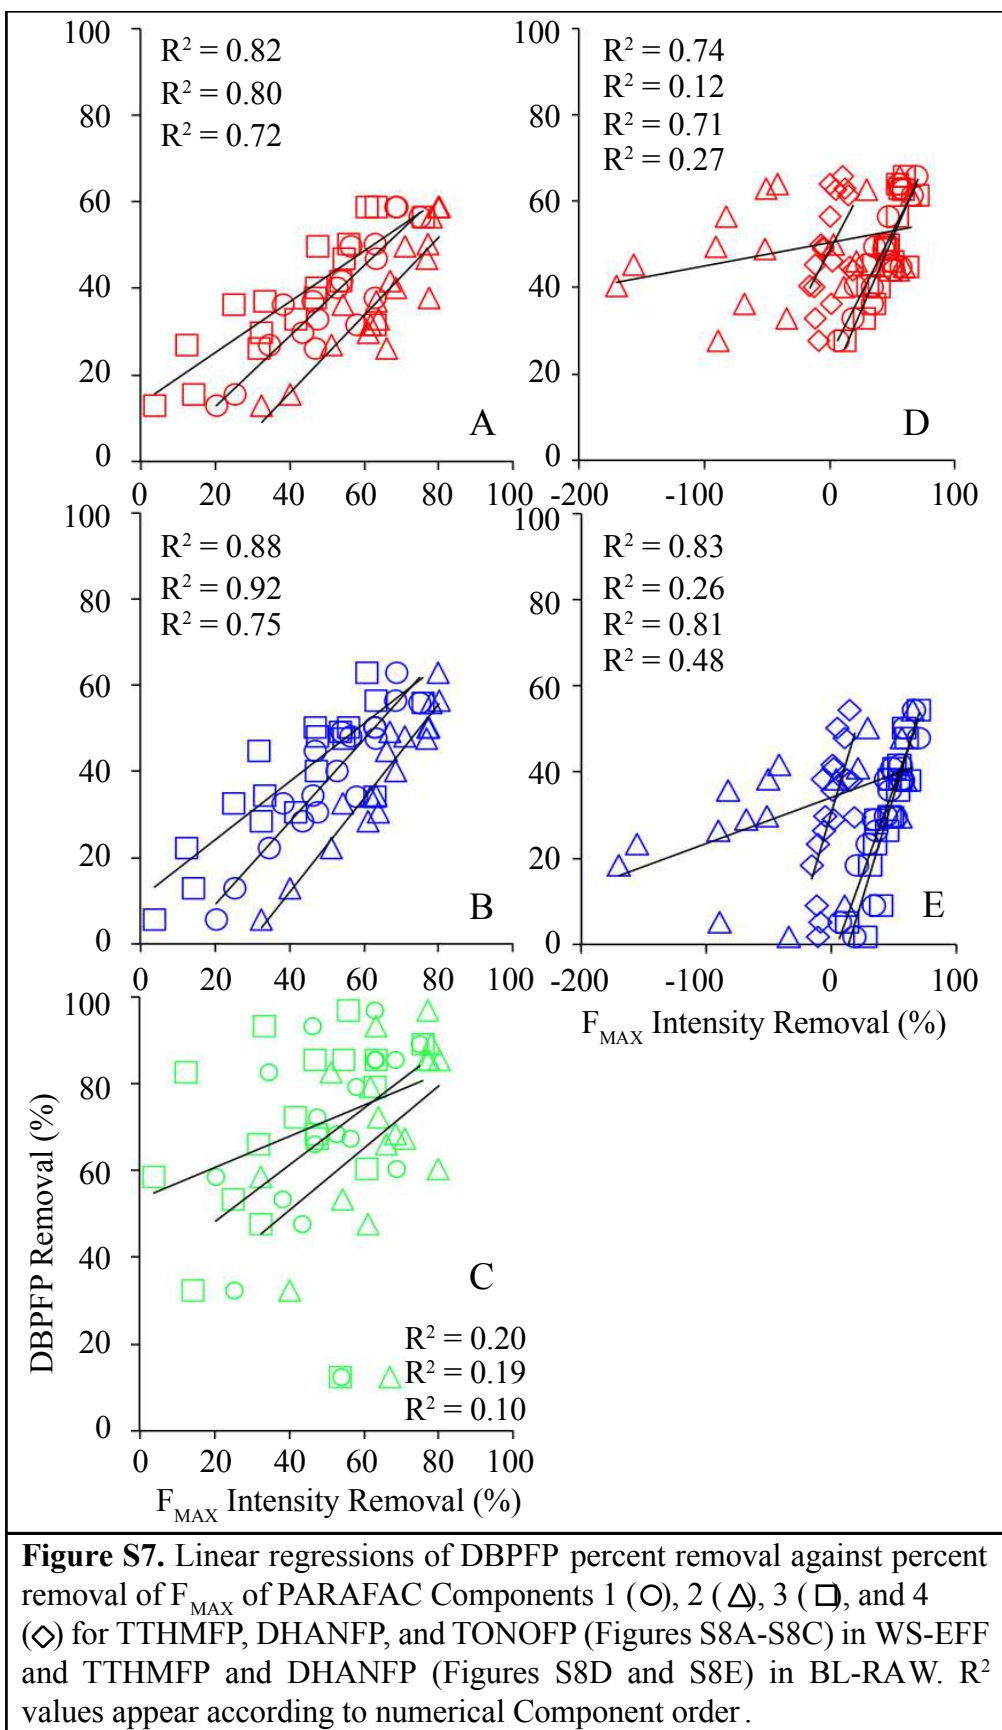 100
80
60
40
20
0
R² = 0.82
R² = 0.80
R² = 0.72
A
0 20 40 60 80 100
100
80
60
40
20
0
R² = 0.74
R² = 0.12
R² = 0.71
R² = 0.27
D
-200 -100 0 100
100
80
60
40
20
0
R² = 0.88
R² = 0.92
R² = 0.75
B
0 20 40 60 80 100
100
80
60
40
20
0
R² = 0.83
R² = 0.26
R² = 0.81
R² = 0.48
E
-200 -100 0 100
F_MAX Intensity Removal (%)
DBPFP Removal (%)
100
80
60
40
20
0
C
R² = 0.20
R² = 0.19
R² = 0.10
0 20 40 60 80 100
F_MAX Intensity Removal (%)
Figure S7. Linear regressions of DBPFP percent removal against percent
removal of F_MAX of PARAFAC Components 1 (○), 2 (△), 3 (□), and 4
(◇) for TTHMFP, DHANFP, and TONOFP (Figures S8A-S8C) in WS-EFF
and TTHMFP and DHANFP (Figures S8D and S8E) in BL-RAW. R²
values appear according to numerical Component order.